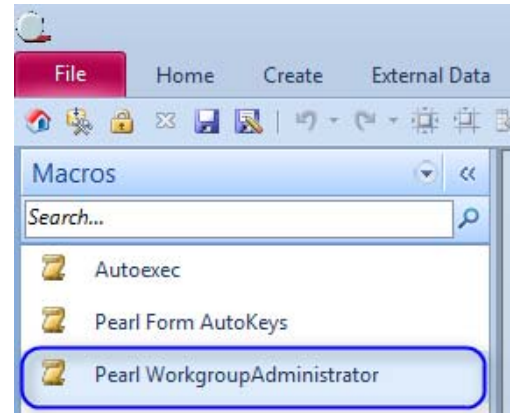 File Home Create External Data
Macros
Search...
Autoexec
Pearl Form AutoKeys
Pearl WorkgroupAdministrator